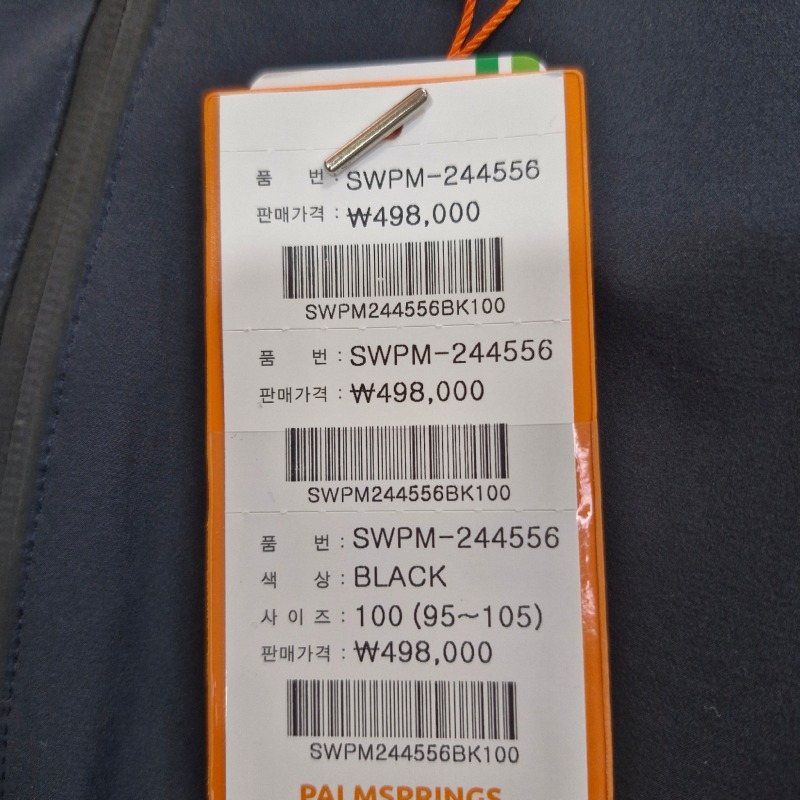 품 번 : SWPM-244556
판매가격 : ₩498,000
SWPM244556BK100
품 번 : SWPM-244556
판매가격 : ₩498,000
SWPM244556BK100
품 번 : SWPM-244556
색 상 : BLACK
사 이 즈 : 100 (95~105)
판매가격 : ₩498,000
SWPM244556BK100
PALMSPRINGS